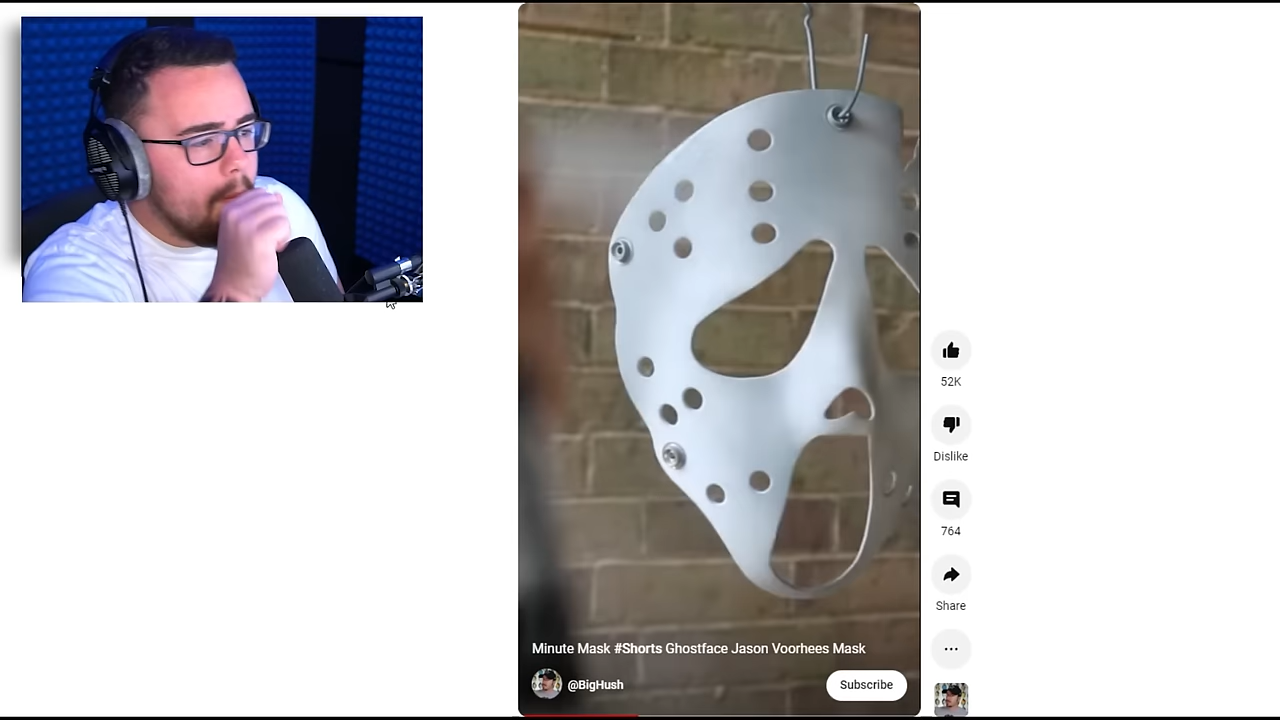 52K
Dislike
764
Share
Minute Mask #Shorts Ghostface Jason Voorhees Mask
@BigHush
Subscribe